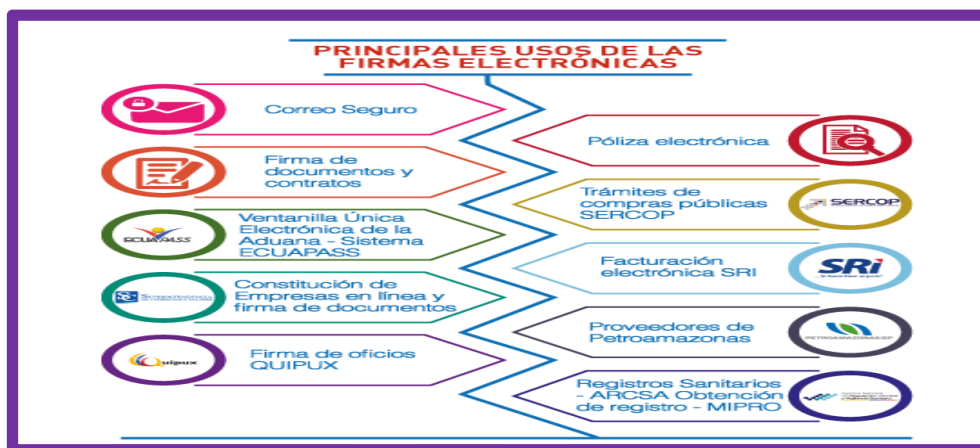 PRINCIPALES USOS DE LAS
FIRMAS ELECTRÓNICAS
Correo Seguro
Póliza electrónica
Firma de
documentos y
contratos
Trámites de
compras públicas
SERCOP
SERCOP
Ventanilla Única
Electrónica de la
Aduana - Sistema
ECUAPASS
ECUAPASS
Facturación
electrónica SRI
SRi
Constitución de
Empresas en línea y
firma de documentos
SUPERINTENDENCIA
Proveedores de
Petroamazonas
PETROAMAZONAS EP
Firma de oficios
QUIPUX
Quipux
Registros Sanitarios
- ARCSA Obtención
de registro - MIPRO